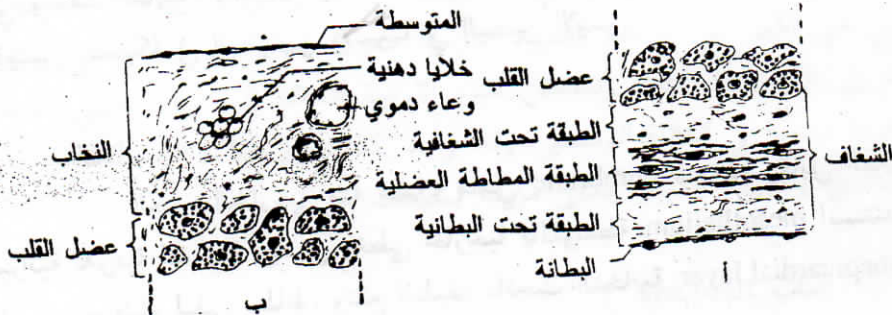 المتوسطة
خلايا دهنية
وعاء دموي
النخاب
عضل القلب
ب
عضل القلب
الطبقة تحت الشغافية
الطبقة المطاطة العضلية
الطبقة تحت البطانية
البطانة
الشغاف
أ